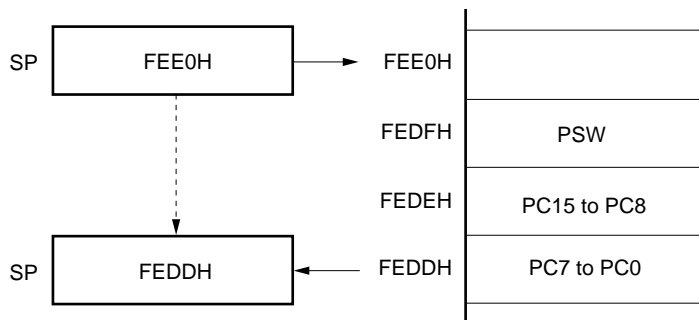 SP FEE0H FEE0H
FEDFH PSW
FEDEH PC15 to PC8
SP FEDDH FEDDH PC7 to PC0